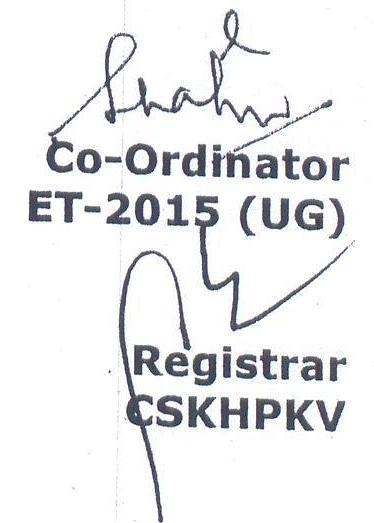 Co-Ordinator
ET-2015 (UG)
Registrar
CSKHPKV